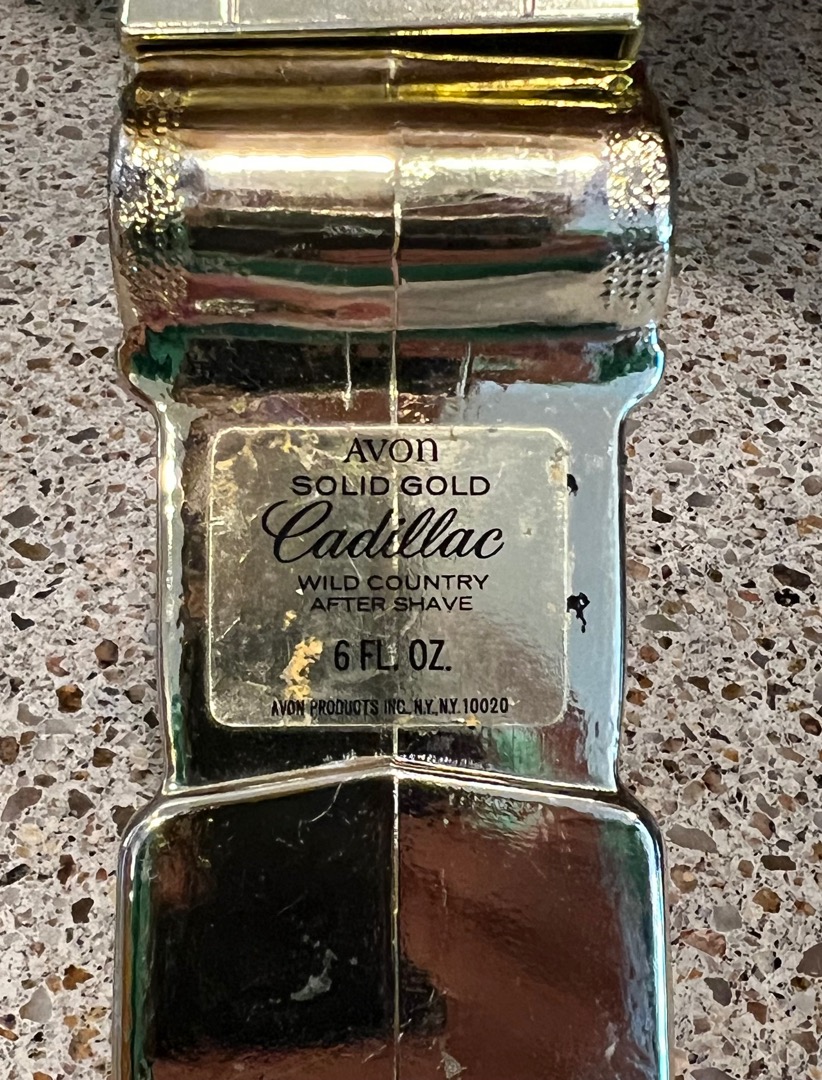 AVON
SOLID GOLD
Cadillac
WILD COUNTRY
AFTER SHAVE
6 FL. OZ.
AVON PRODUCTS INC. N.Y., N.Y. 10020